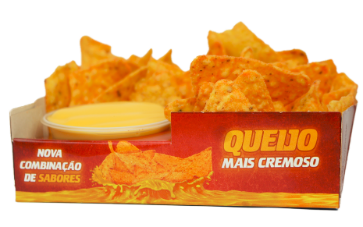 NOVA
COMBINAÇÃO
DE SABORES
QUEIJO
MAIS CREMOSO